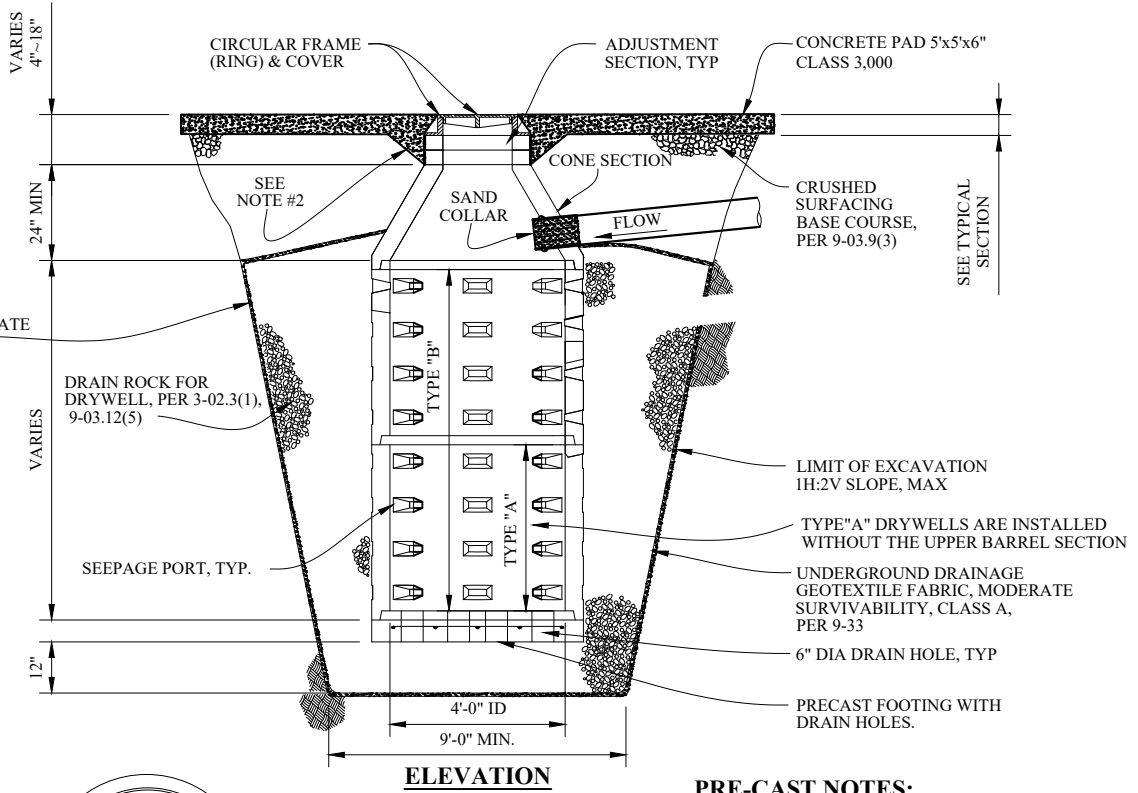 VARIES
4"~18"
CIRCULAR FRAME
(RING) & COVER
ADJUSTMENT
SECTION, TYP
CONCRETE PAD 5'x5'x6"
CLASS 3,000
24" MIN
SEE
NOTE #2
SAND
COLLAR
CONE SECTION
FLOW
CRUSHED
SURFACING
BASE COURSE,
PER 9-03.9(3)
SEE TYPICAL
SECTION
ATE
DRAIN ROCK FOR
DRYWELL, PER 3-02.3(1),
9-03.12(5)
VARIES
TYPE "B"
TYPE "A"
LIMIT OF EXCAVATION
1H:2V SLOPE, MAX
TYPE"A" DRYWELLS ARE INSTALLED
WITHOUT THE UPPER BARREL SECTION
SEEPAGE PORT, TYP.
UNDERGROUND DRAINAGE
GEOTEXTILE FABRIC, MODERATE
SURVIVABILITY, CLASS A,
PER 9-33
6" DIA DRAIN HOLE, TYP
12"
PRECAST FOOTING WITH
DRAIN HOLES.
4'-0" ID
9'-0" MIN.
ELEVATION
PRE-CAST NOTES: